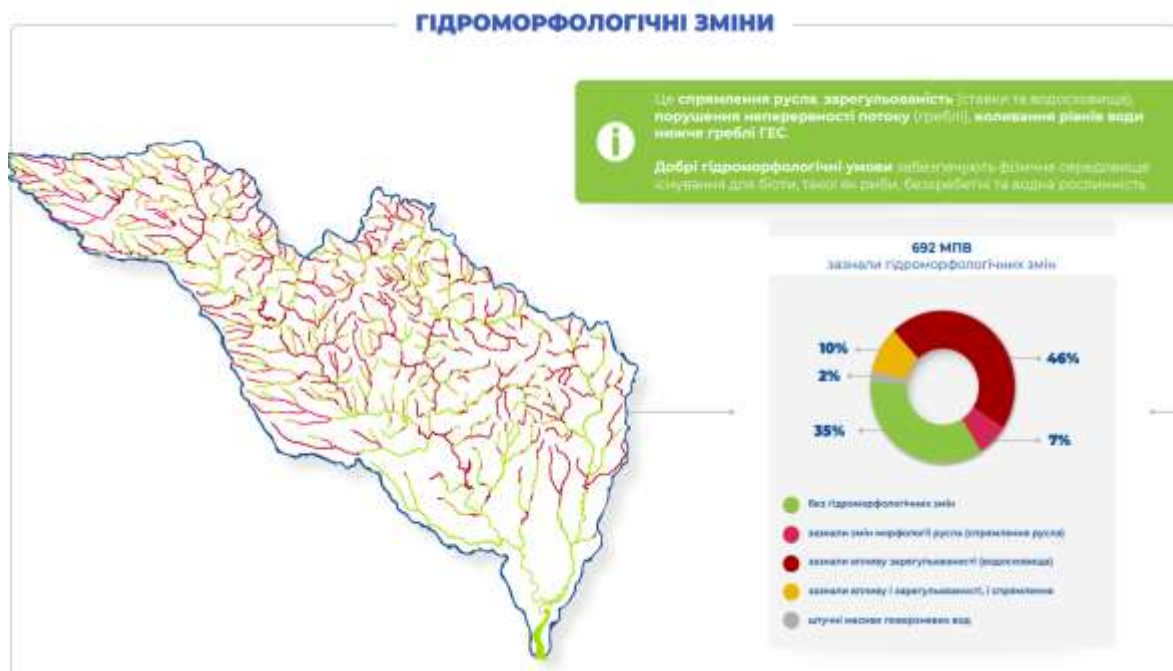 ГІДРОМОРФОЛОГІЧНІ ЗМІНИ
Це спрямлення русла, зарегульованість (ставки та водосховища),
порушення неперервності потоку (греблі), коливання рівнів води
нижче греблі ГЕС.
Добрі гідроморфологічні умови забезпечують фізичне середовище
існування для біоти, такої як риби, безхребетні та водна рослинність.
692 МПВ
зазнали гідроморфологічних змін
10%
46%
2%
35%
7%
без гідроморфологічних змін
зазнали змін морфології русла (спрямлення русла)
зазнали впливу зарегульованості (водосховища)
зазнали впливу і зарегульованості, і спрямлення
штучні масиви поверхневих вод